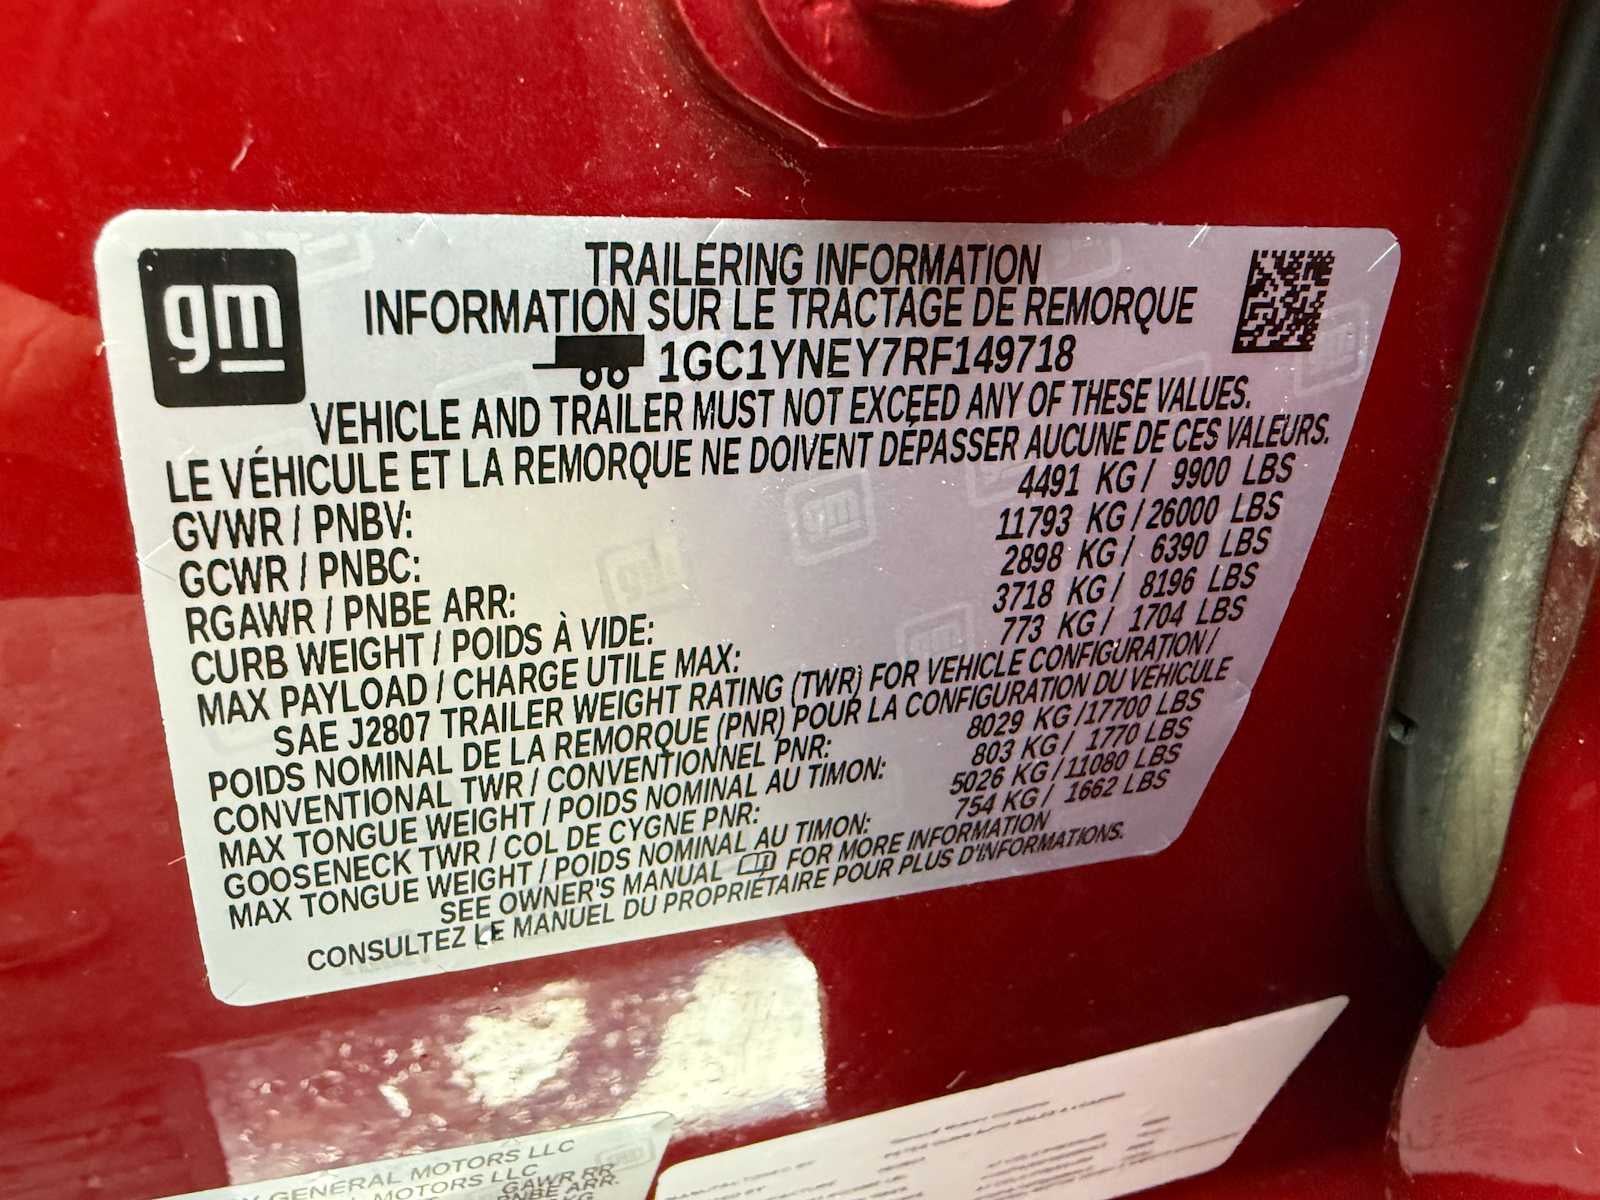 gm
TRAILERING INFORMATION
INFORMATION SUR LE TRACTAGE DE REMORQUE
1GC1YNEY7RF149718
VEHICLE AND TRAILER MUST NOT EXCEED ANY OF THESE VALUES.
LE VÉHICULE ET LA REMORQUE NE DOIVENT DÉPASSER AUCUNE DE CES VALEURS.
GVWR / PNBV: 4491 KG / 9900 LBS
GCWR / PNBC: 11793 KG / 26000 LBS
RGAWR / PNBE ARR: 2898 KG / 6390 LBS
CURB WEIGHT / POIDS À VIDE: 3718 KG / 8196 LBS
MAX PAYLOAD / CHARGE UTILE MAX: 773 KG / 1704 LBS
SAE J2807 TRAILER WEIGHT RATING (TWR) FOR VEHICLE CONFIGURATION /
POIDS NOMINAL DE LA REMORQUE (PNR) POUR LA CONFIGURATION DU VÉHICULE
CONVENTIONAL TWR / CONVENTIONNEL PNR: 8029 KG / 17700 LBS
MAX TONGUE WEIGHT / POIDS NOMINAL AU TIMON: 803 KG / 1770 LBS
GOOSENECK TWR / COL DE CYGNE PNR: 5026 KG / 11080 LBS
MAX TONGUE WEIGHT / POIDS NOMINAL AU TIMON: 754 KG / 1662 LBS
SEE OWNER'S MANUAL FOR MORE INFORMATION
CONSULTEZ LE MANUEL DU PROPRIÉTAIRE POUR PLUS D'INFORMATIONS.
GENERAL MOTORS LLC
MOTORS LLC
GAWR RR
PNBE ARR.
KG